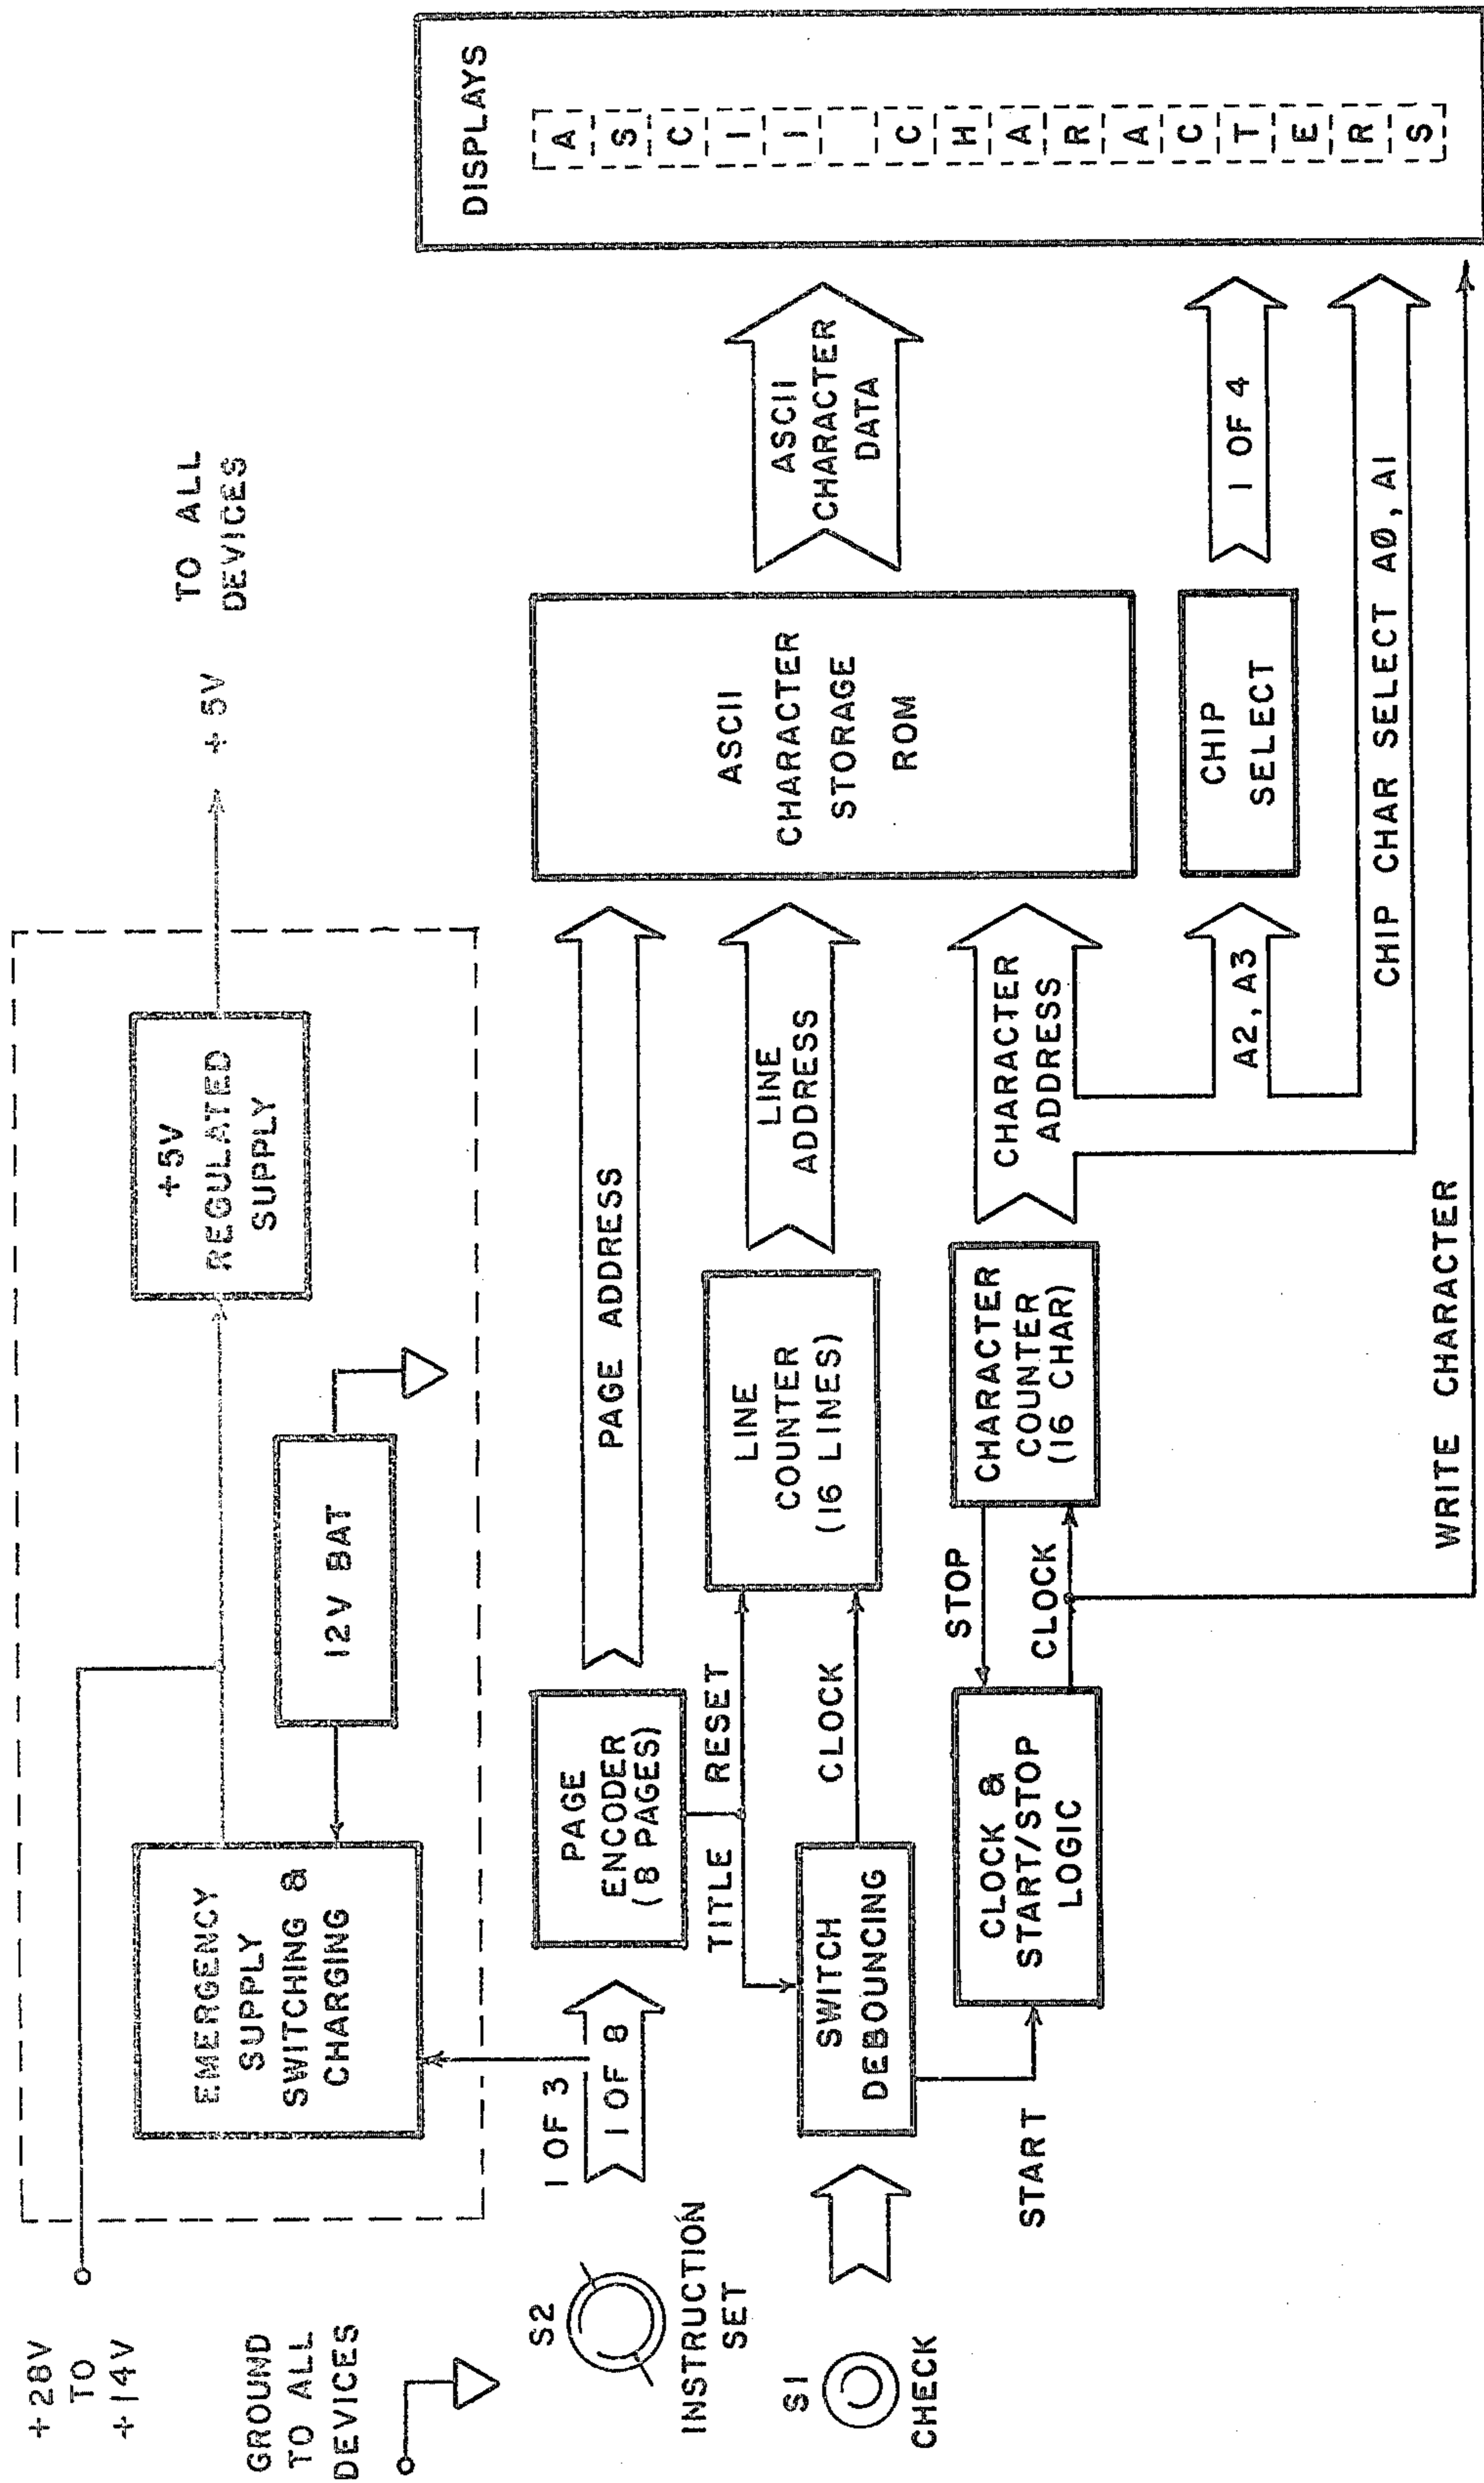 +28V
TO
+14V
GROUND
TO ALL
DEVICES
EMERGENCY
SUPPLY
SWITCHING &
CHARGING
12V BAT
+5V
REGULATED
SUPPLY
+5V
TO ALL
DEVICES
S2
INSTRUCTION
SET
1 OF 3
1 OF 8
PAGE
ENCODER
(8 PAGES)
PAGE ADDRESS
TITLE
RESET
S1
CHECK
SWITCH
DEBOUNCING
CLOCK
LINE
COUNTER
(16 LINES)
LINE
ADDRESS
START
CLOCK &
START/STOP
LOGIC
STOP
CLOCK
CHARACTER
COUNTER
(16 CHAR)
CHARACTER
ADDRESS
A2, A3
ASCII
CHARACTER
STORAGE
ROM
ASCII
CHARACTER
DATA
CHIP
SELECT
1 OF 4
CHIP CHAR SELECT AØ, A1
WRITE CHARACTER
DISPLAYS
ASCII CHARACTERS